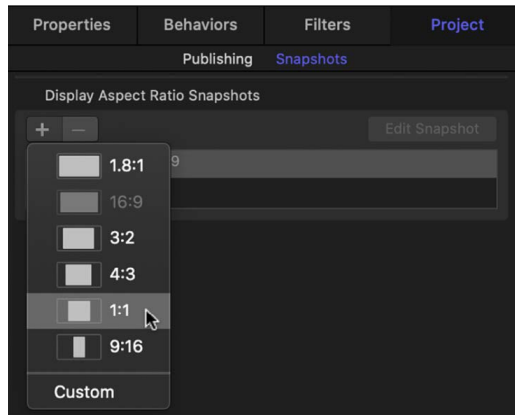 Properties Behaviors Filters Project
Publishing Snapshots
Display Aspect Ratio Snapshots
+ − Edit Snapshot
9
1.8:1
16:9
3:2
4:3
1:1
9:16
Custom